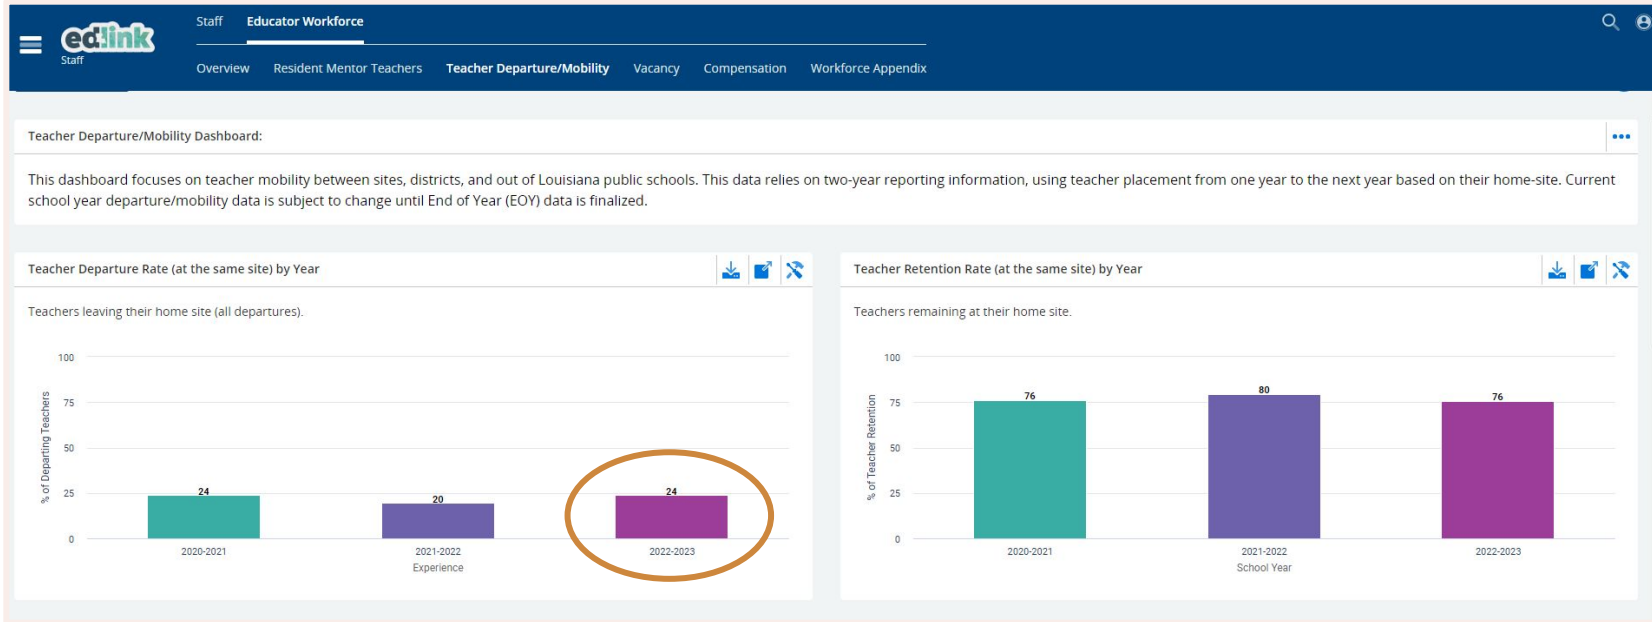 Staff Educator Workforce
ed:link
Staff
Overview Resident Mentor Teachers Teacher Departure/Mobility Vacancy Compensation Workforce Appendix
Teacher Departure/Mobility Dashboard:
This dashboard focuses on teacher mobility between sites, districts, and out of Louisiana public schools. This data relies on two-year reporting information, using teacher placement from one year to the next year based on their home-site. Current
school year departure/mobility data is subject to change until End of Year (EOY) data is finalized.
Teacher Departure Rate (at the same site) by Year
Teachers leaving their home site (all departures).
% of Departing Teachers
100
75
50
25
0
24
20
24
2020-2021
2021-2022
2022-2023
Experience
Teacher Retention Rate (at the same site) by Year
Teachers remaining at their home site.
% of Teacher Retention
100
75
50
25
0
76
80
76
2020-2021
2021-2022
2022-2023
School Year